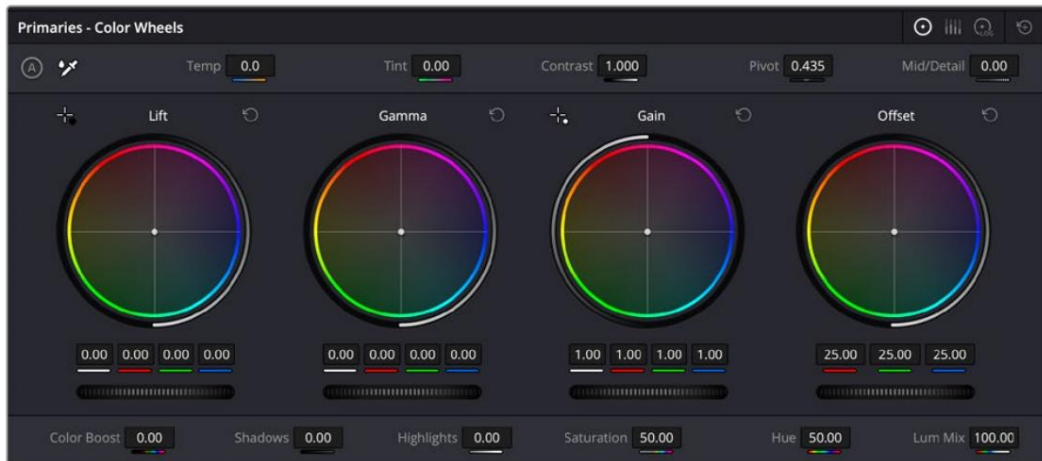 Primaries - Color Wheels
LOG
A Temp 0.0 Tint 0.00 Contrast 1.000 Pivot 0.435 Mid/Detail 0.00
Lift Gamma Gain Offset
0.00 0.00 0.00 0.00 0.00 0.00 0.00 0.00 1.00 1.00 1.00 1.00 25.00 25.00 25.00
Color Boost 0.00 Shadows 0.00 Highlights 0.00 Saturation 50.00 Hue 50.00 Lum Mix 100.00